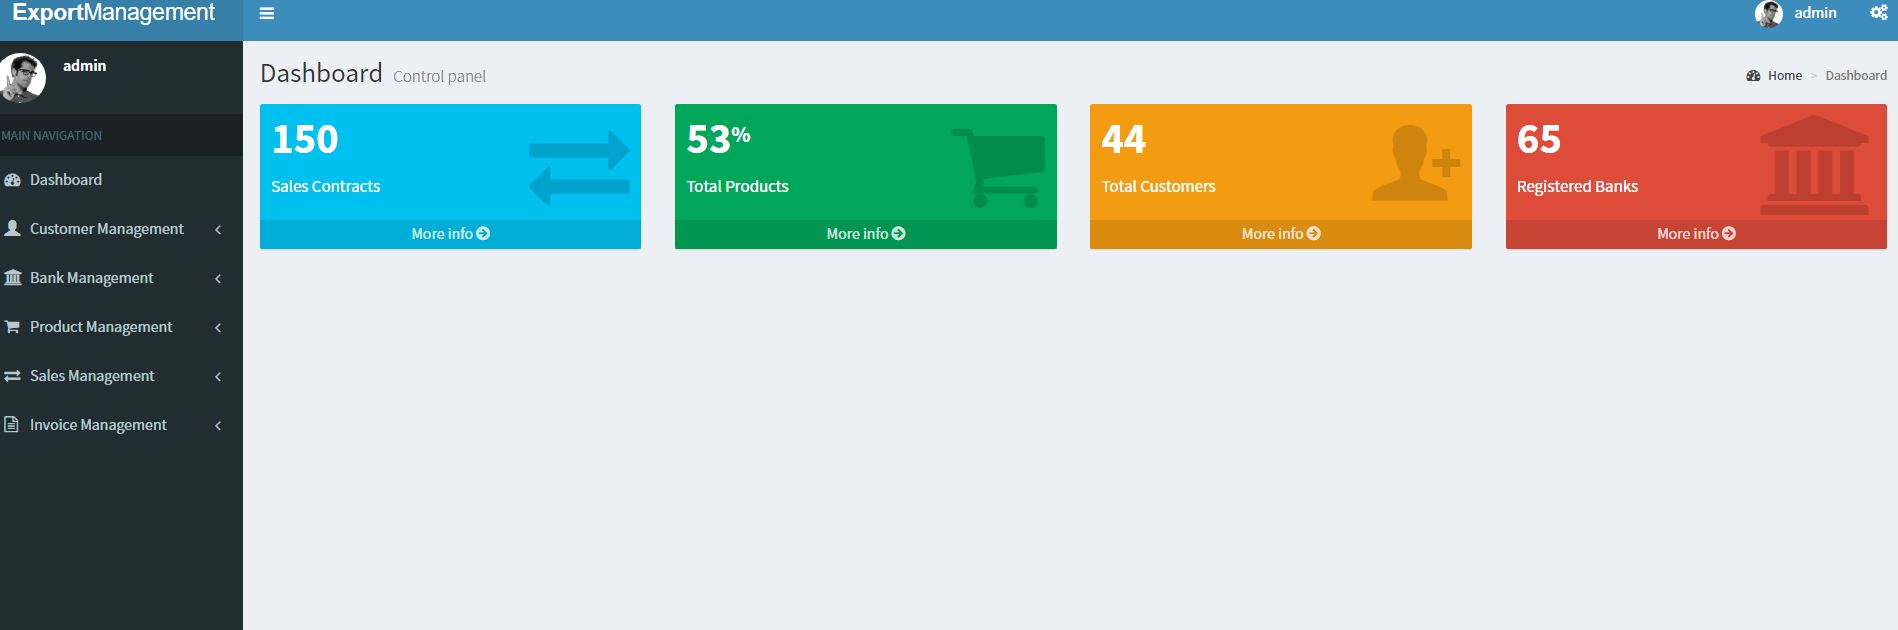 ExportManagement
admin
admin
MAIN NAVIGATION
Dashboard
Customer Management
Bank Management
Product Management
Sales Management
Invoice Management
Dashboard Control panel
Home > Dashboard
150
Sales Contracts
More info
53%
Total Products
More info
44
Total Customers
More info
65
Registered Banks
More info